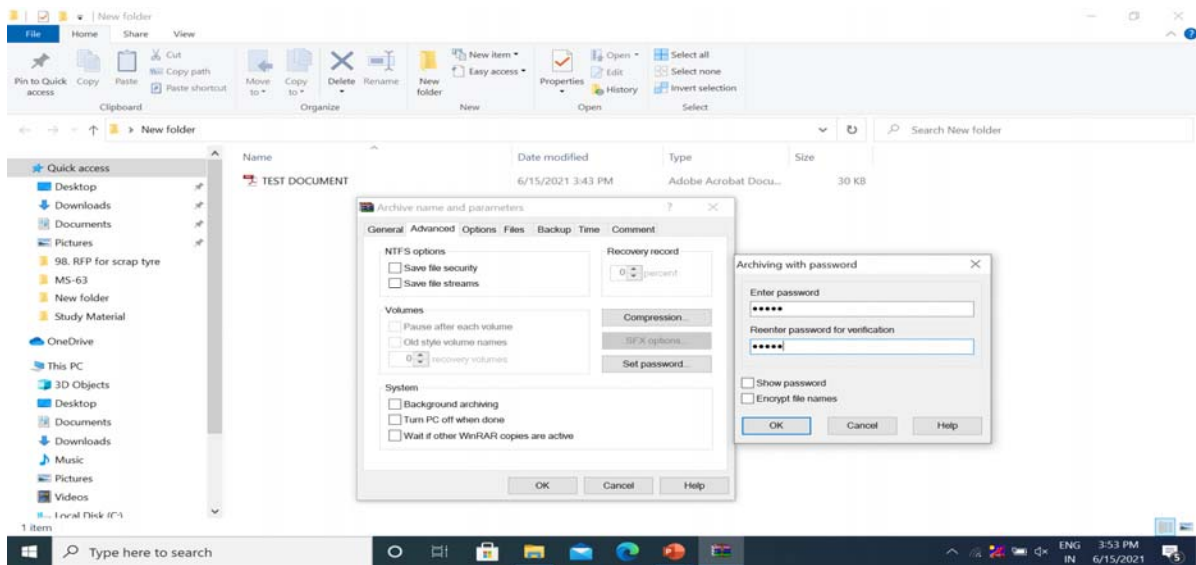 New folder
File Home Share View
Pin to Quick access
Copy
Paste
Cut
Copy path
Paste shortcut
Clipboard
Move to
Copy to
Delete
Rename
Organize
New folder
New item
Easy access
New
Properties
Open
Edit
History
Open
Select all
Select none
Invert selection
Select
New folder
Search New folder
Name Date modified Type Size
TEST DOCUMENT 6/15/2021 3:43 PM Adobe Acrobat Docu... 30 KB
Quick access
Desktop
Downloads
Documents
Pictures
98. RFP for scrap tyre
MS-63
New folder
Study Material
OneDrive
This PC
3D Objects
Desktop
Documents
Downloads
Music
Pictures
Videos
Local Disk (C:)
1 item
Archive name and parameters
General Advanced Options Files Backup Time Comment
NTFS options
Save file security
Save file streams
Recovery record
0 percent
Volumes
Pause after each volume
Old style volume names
0 recovery volumes
Compression...
SFX options...
Set password...
System
Background archiving
Turn PC off when done
Wait if other WinRAR copies are active
OK Cancel Help
Archiving with password
Enter password
•••••
Reenter password for verification
•••••
Show password
Encrypt file names
OK Cancel Help
Type here to search
ENG
IN
3:53 PM
6/15/2021
5